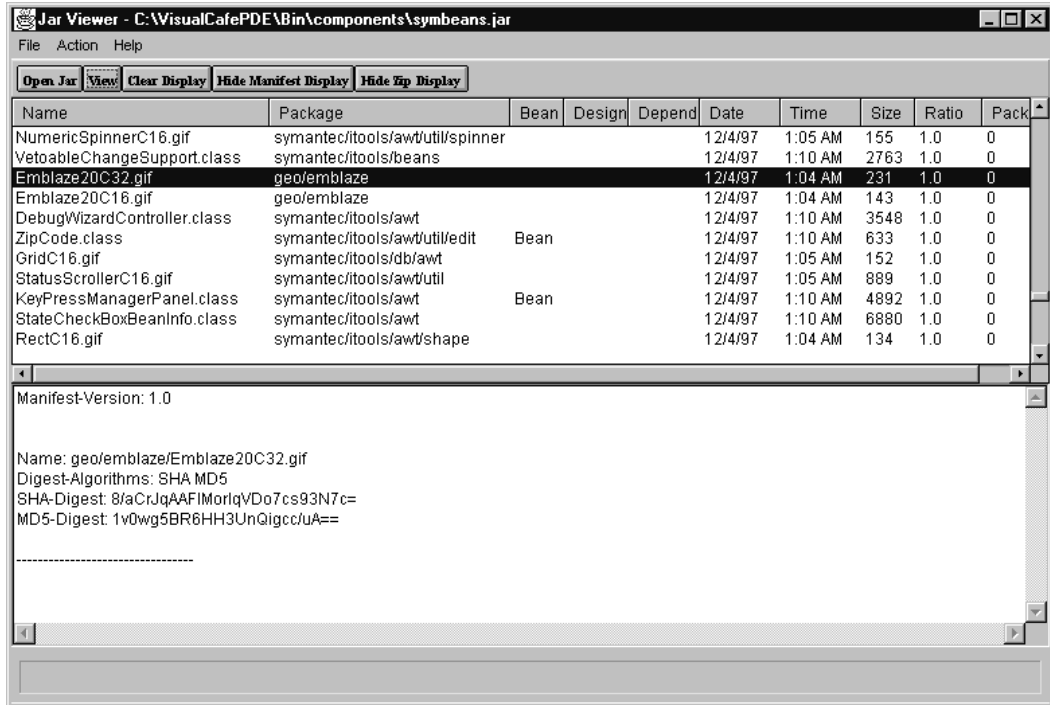 Jar Viewer - C:\VisualCafePDE\Bin\components\symbeans.jar
File Action Help
Open Jar View Clear Display Hide Manifest Display Hide Zip Display
Name Package Bean Design Depend Date Time Size Ratio Pack
NumericSpinnerC16.gif symantec/itools/awt/util/spinner 12/4/97 1:05 AM 155 1.0 0
VetoableChangeSupport.class symantec/itools/beans 12/4/97 1:10 AM 2763 1.0 0
Emblaze20C32.gif geo/emblaze 12/4/97 1:04 AM 231 1.0 0
Emblaze20C16.gif geo/emblaze 12/4/97 1:04 AM 143 1.0 0
DebugWizardController.class symantec/itools/awt 12/4/97 1:10 AM 3548 1.0 0
ZipCode.class symantec/itools/awt/util/edit Bean 12/4/97 1:10 AM 633 1.0 0
GridC16.gif symantec/itools/db/awt 12/4/97 1:05 AM 152 1.0 0
StatusScrollerC16.gif symantec/itools/awt/util 12/4/97 1:05 AM 889 1.0 0
KeyPressManagerPanel.class symantec/itools/awt Bean 12/4/97 1:10 AM 4892 1.0 0
StateCheckBoxBeanInfo.class symantec/itools/awt 12/4/97 1:10 AM 6880 1.0 0
RectC16.gif symantec/itools/awt/shape 12/4/97 1:04 AM 134 1.0 0
Manifest-Version: 1.0
Name: geo/emblaze/Emblaze20C32.gif
Digest-Algorithms: SHA MD5
SHA-Digest: 8/aCrJqAAFlMorlqVDo7cs93N7c=
MD5-Digest: 1v0wg5BR6HH3UnQigcc/uA==
---------------------------------